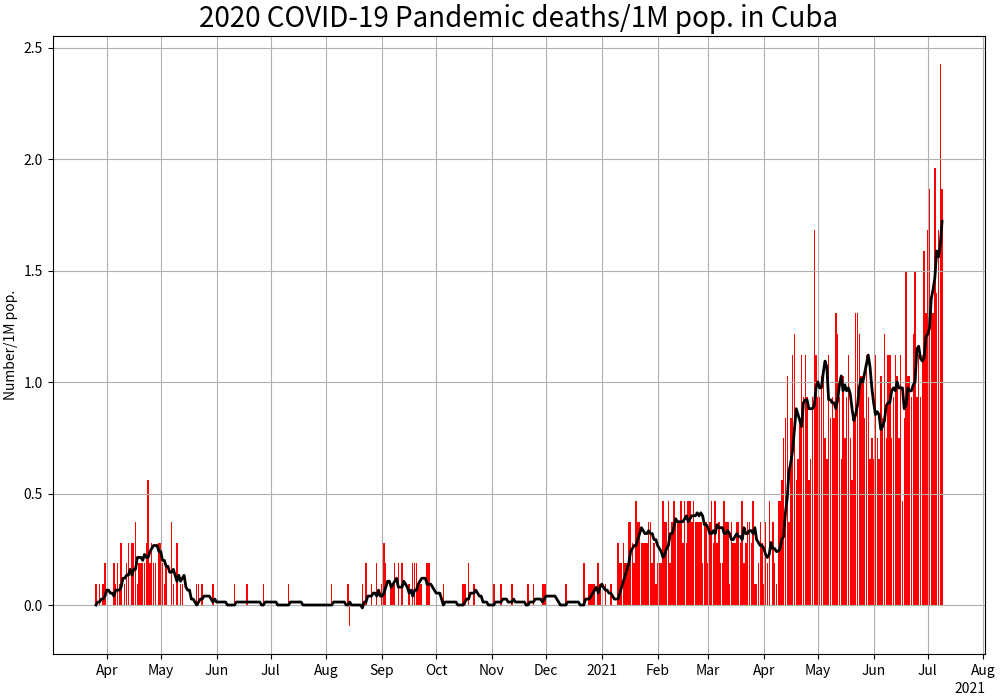 2020 COVID-19 Pandemic deaths/1M pop. in Cuba
Number/1M pop.
2.5
2.0
1.5
1.0
0.5
0.0
Apr May Jun Jul Aug Sep Oct Nov Dec 2021 Feb Mar Apr May Jun Jul Aug
2021